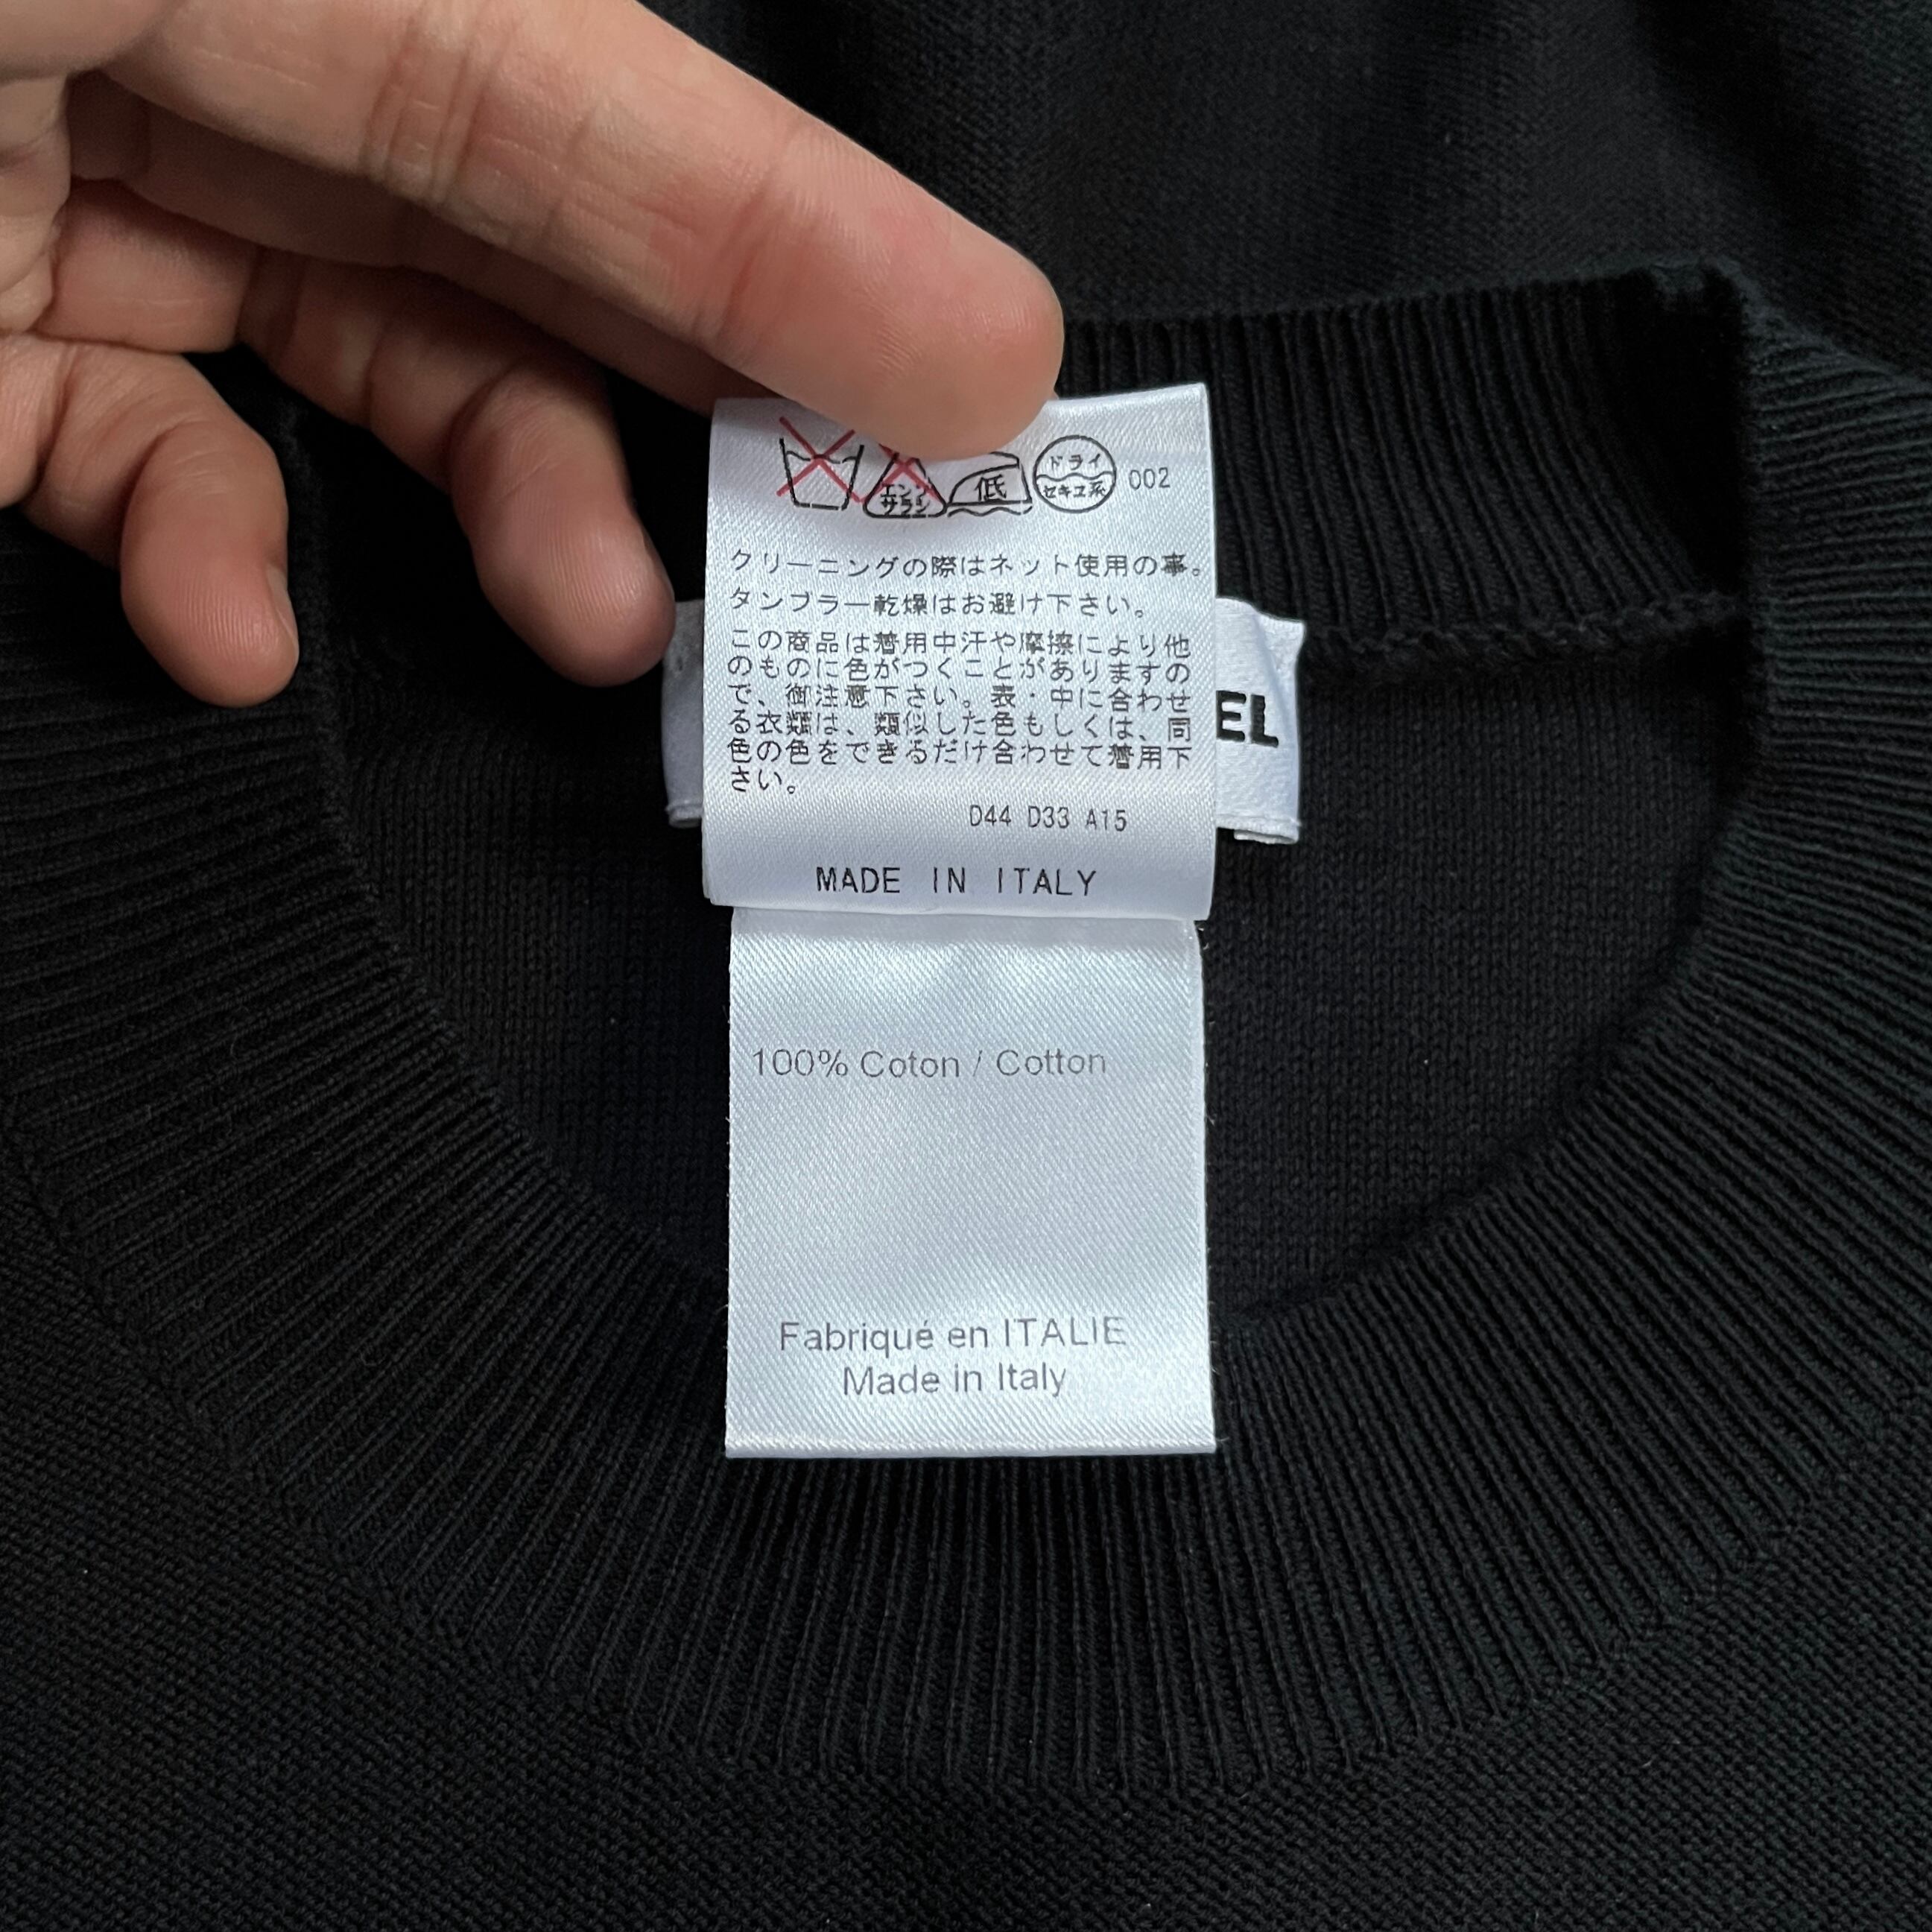 エンソ
サラシ
低
ドライ
セキユ系
002
クリーニングの際はネット使用の事。
タンブラー乾燥はお避け下さい。
この商品は着用中汗や摩擦により他
のものに色がつくことがありますの
で、御注意下さい。表・中に合わせ
る衣類は、類似した色もしくは、同
色の色をできるだけ合わせて着用下
さい。
EL
D44 D33 A15
MADE IN ITALY
100% Coton / Cotton
Fabriqué en ITALIE
Made in Italy